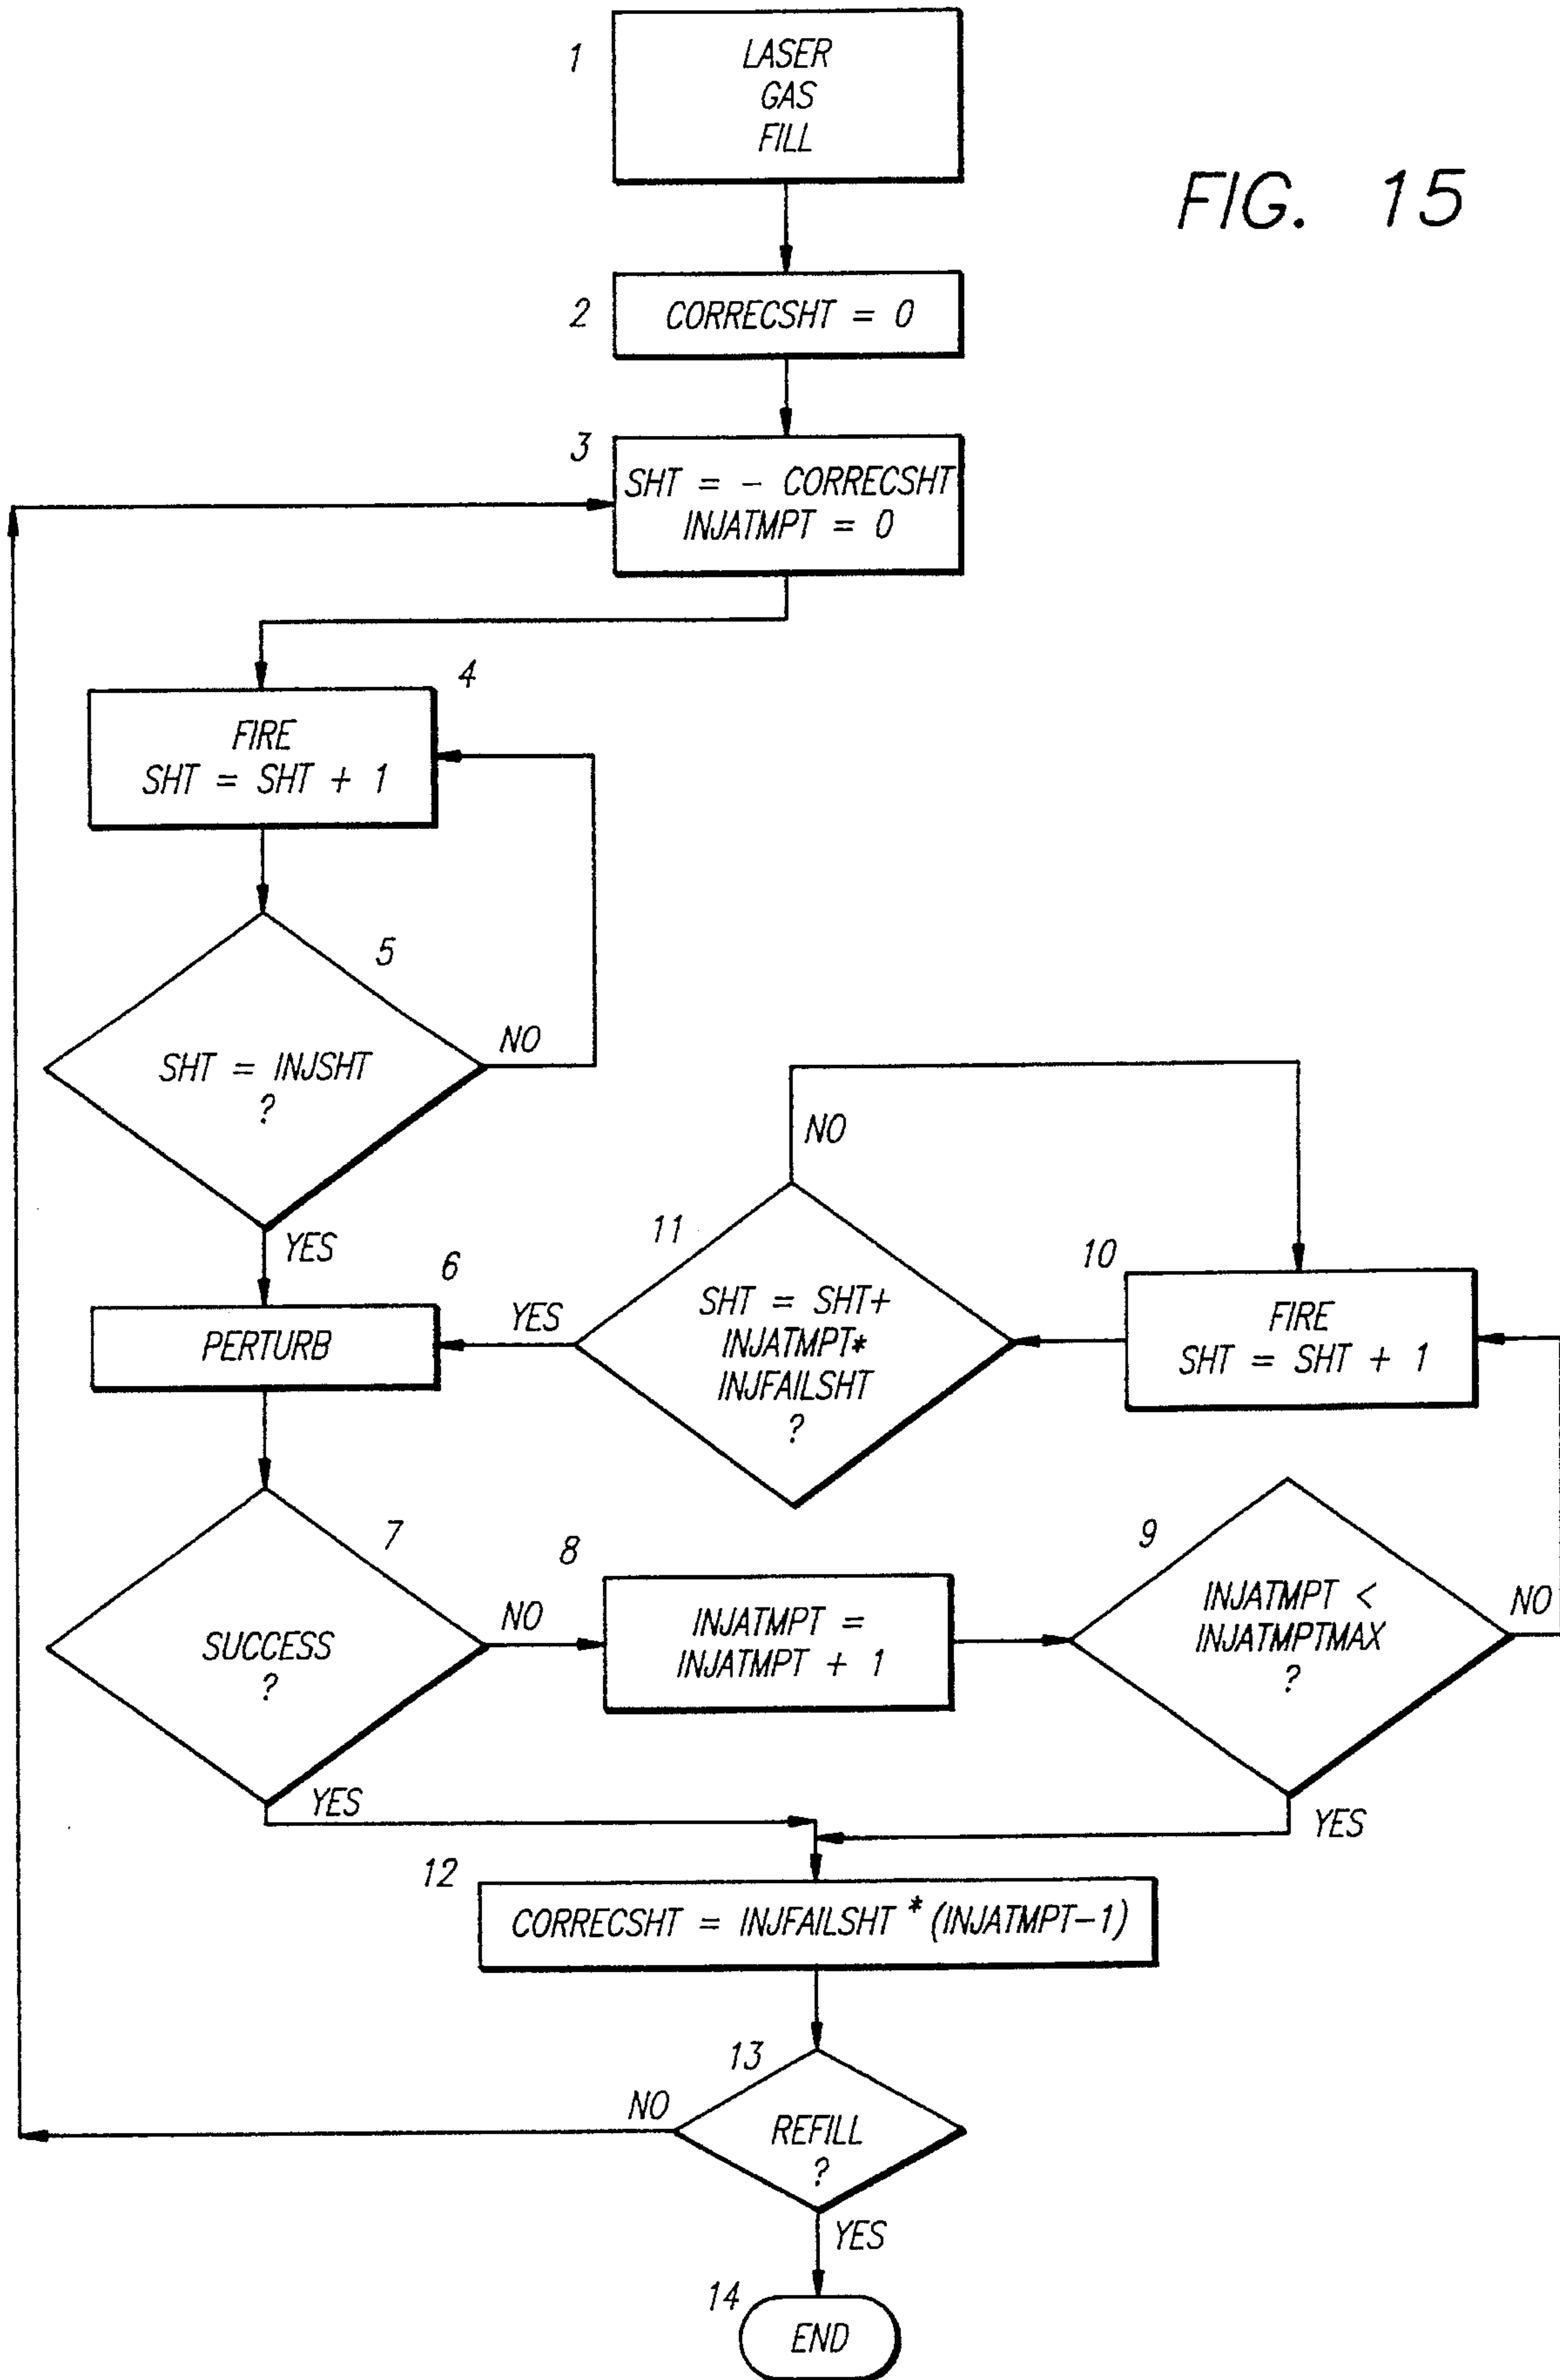 FIG. 15
1
LASER
GAS
FILL
2
CORRECSHT = 0
3
SHT = - CORRECSHT
INJATMPT = 0
4
FIRE
SHT = SHT + 1
5
SHT = INJSHT
?
NO
YES
6
PERTURB
11
NO
SHT = SHT+
INJATMPT*
INJFAILSHT
?
YES
10
FIRE
SHT = SHT + 1
7
SUCCESS
?
NO
YES
8
INJATMPT =
INJATMPT + 1
9
INJATMPT <
INJATMPTMAX
?
NO
YES
12
CORRECSHT = INJFAILSHT * (INJATMPT-1)
13
REFILL
?
NO
YES
14
END